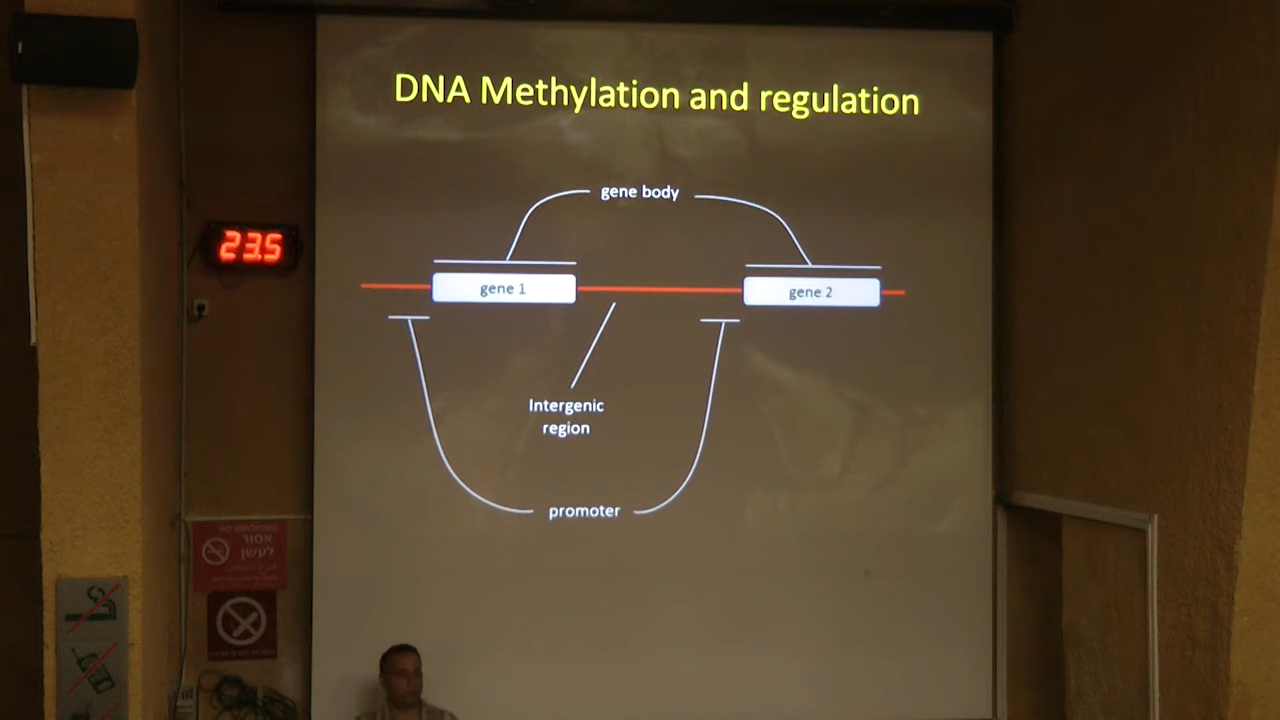 DNA Methylation and regulation
gene body
23.5
gene 1
gene 2
Intergenic
region
promoter
NO SMOKING
אסור
לעשן